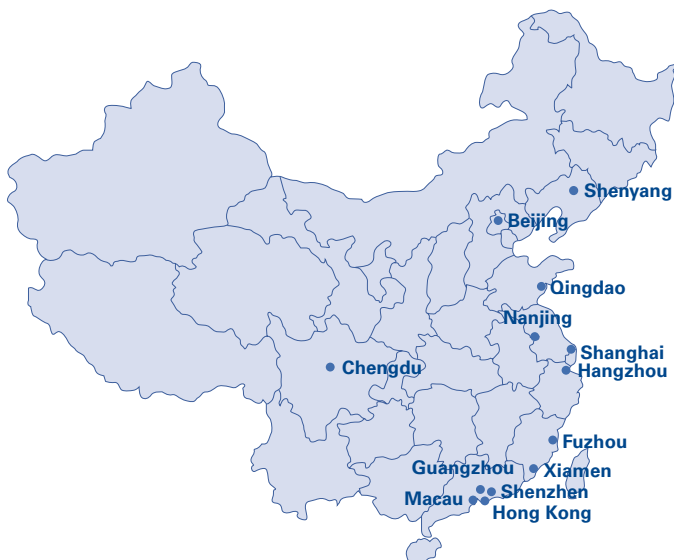 Shenyang
Beijing
Qingdao
Nanjing
Shanghai
Chengdu
Hangzhou
Fuzhou
Guangzhou
Xiamen
Shenzhen
Macau
Hong Kong